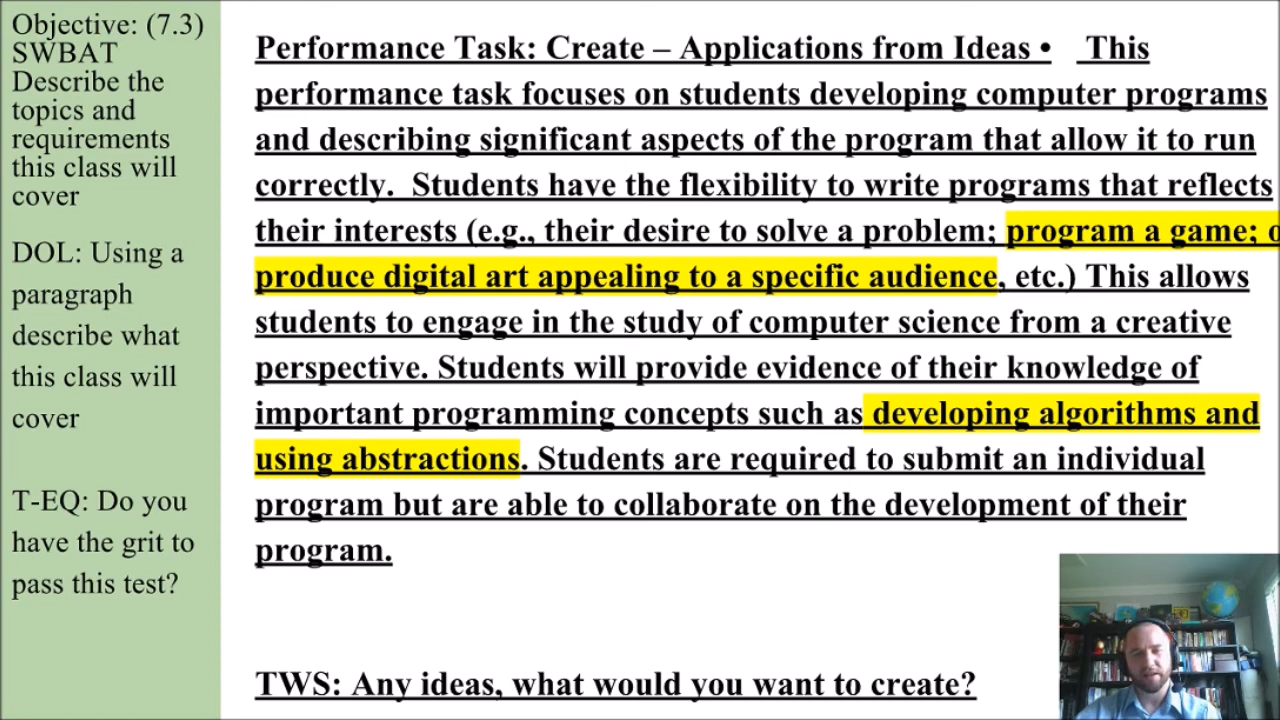 Objective: (7.3)
SWBAT
Describe the
topics and
requirements
this class will
cover
DOL: Using a
paragraph
describe what
this class will
cover
T-EQ: Do you
have the grit to
pass this test?
Performance Task: Create – Applications from Ideas • This
performance task focuses on students developing computer programs
and describing significant aspects of the program that allow it to run
correctly. Students have the flexibility to write programs that reflects
their interests (e.g., their desire to solve a problem; program a game; o
produce digital art appealing to a specific audience, etc.) This allows
students to engage in the study of computer science from a creative
perspective. Students will provide evidence of their knowledge of
important programming concepts such as developing algorithms and
using abstractions. Students are required to submit an individual
program but are able to collaborate on the development of their
program.
TWS: Any ideas, what would you want to create?